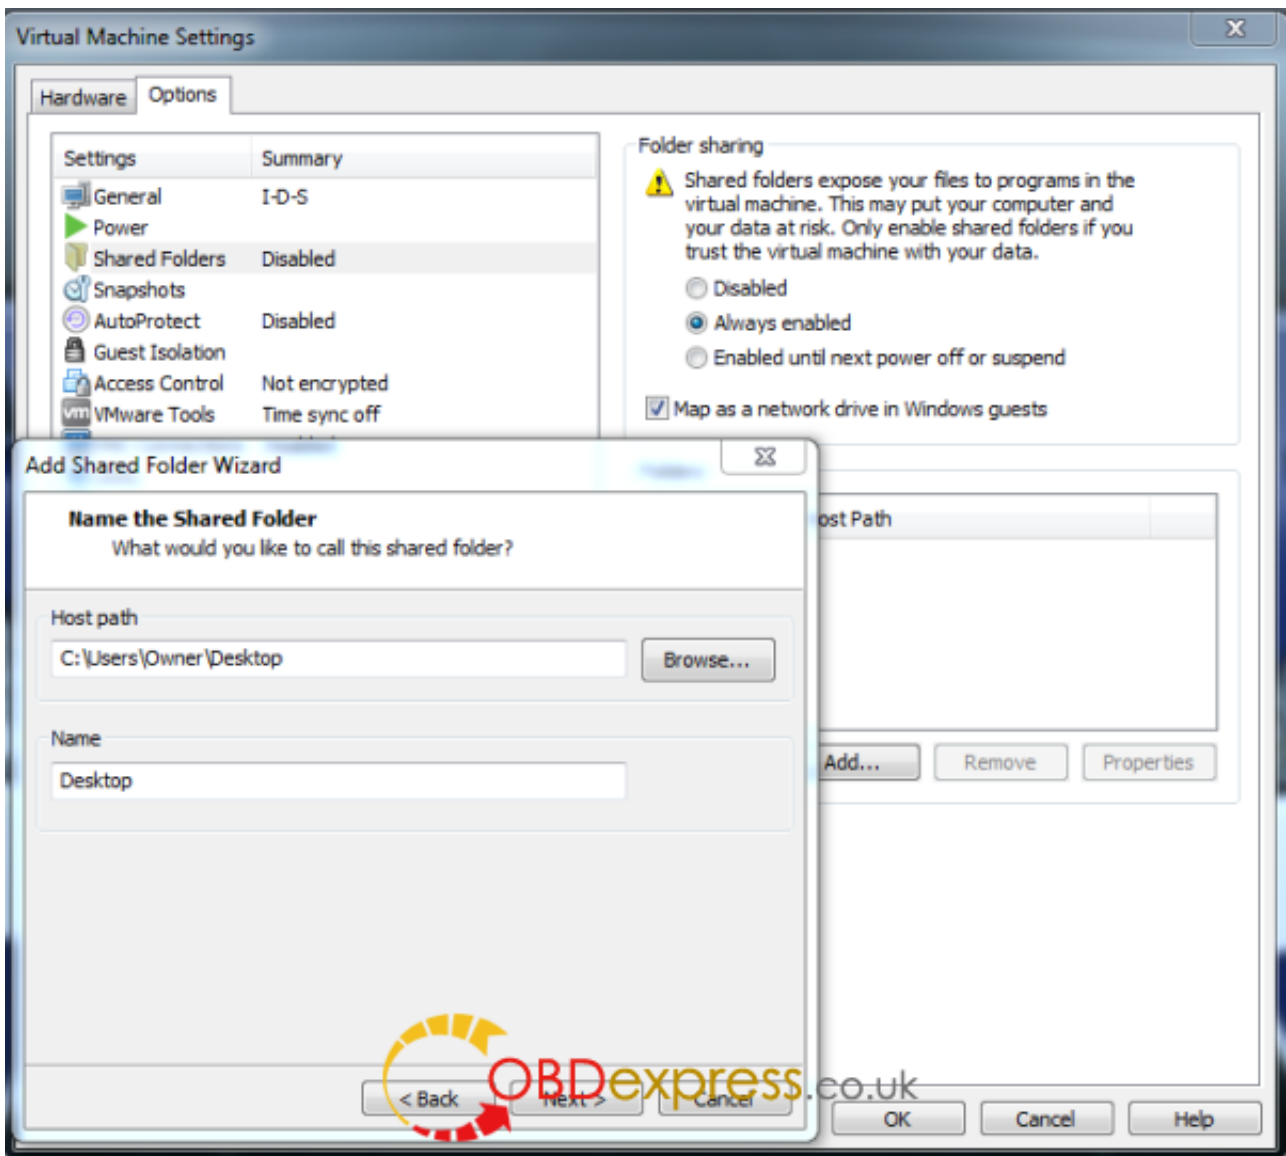 Virtual Machine Settings
Hardware
Options
Settings
Summary
General
I-D-S
Power
Shared Folders
Disabled
Snapshots
AutoProtect
Disabled
Guest Isolation
Access Control
Not encrypted
VMware Tools
Time sync off
Folder sharing
Shared folders expose your files to programs in the
virtual machine. This may put your computer and
your data at risk. Only enable shared folders if you
trust the virtual machine with your data.
Disabled
Always enabled
Enabled until next power off or suspend
Map as a network drive in Windows guests
ost Path
Add...
Remove
Properties
Add Shared Folder Wizard
Name the Shared Folder
What would you like to call this shared folder?
Host path
C:\Users\Owner\Desktop
Browse...
Name
Desktop
< Back
Next >
Cancel
OBDexpress.co.uk
OK
Cancel
Help